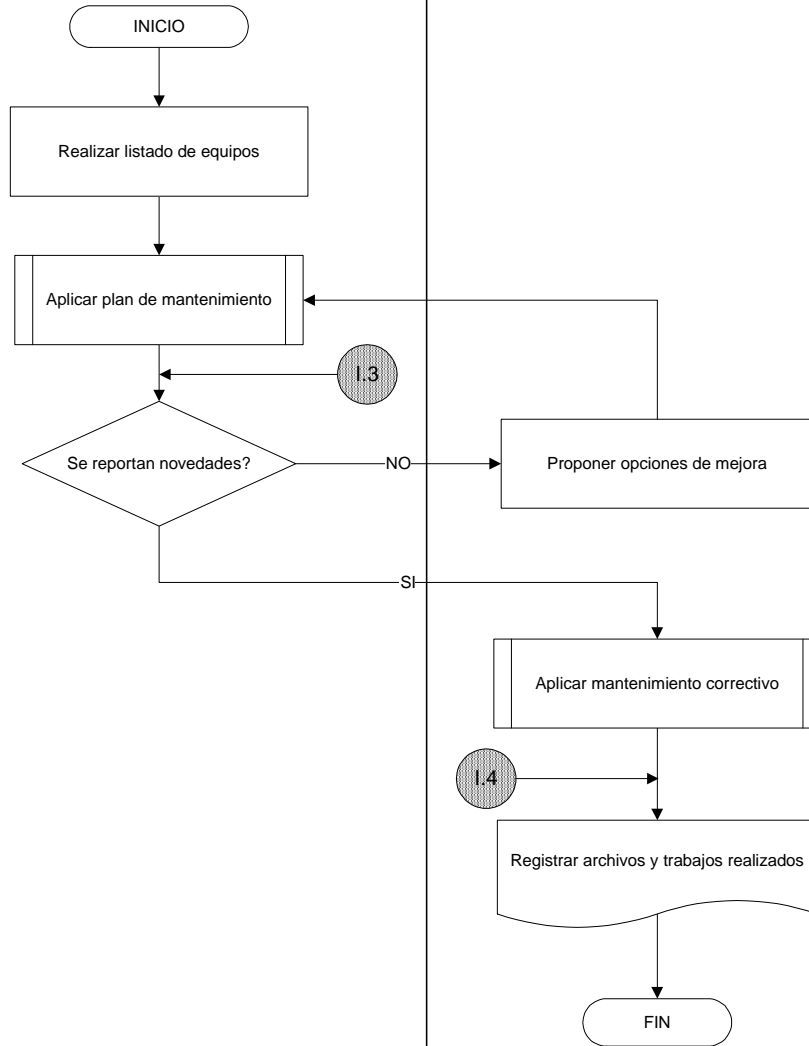 INICIO
Realizar listado de equipos
Aplicar plan de mantenimiento
I.3
Se reportan novedades?
NO
Proponer opciones de mejora
SI
Aplicar mantenimiento correctivo
I.4
Registrar archivos y trabajos realizados
FIN